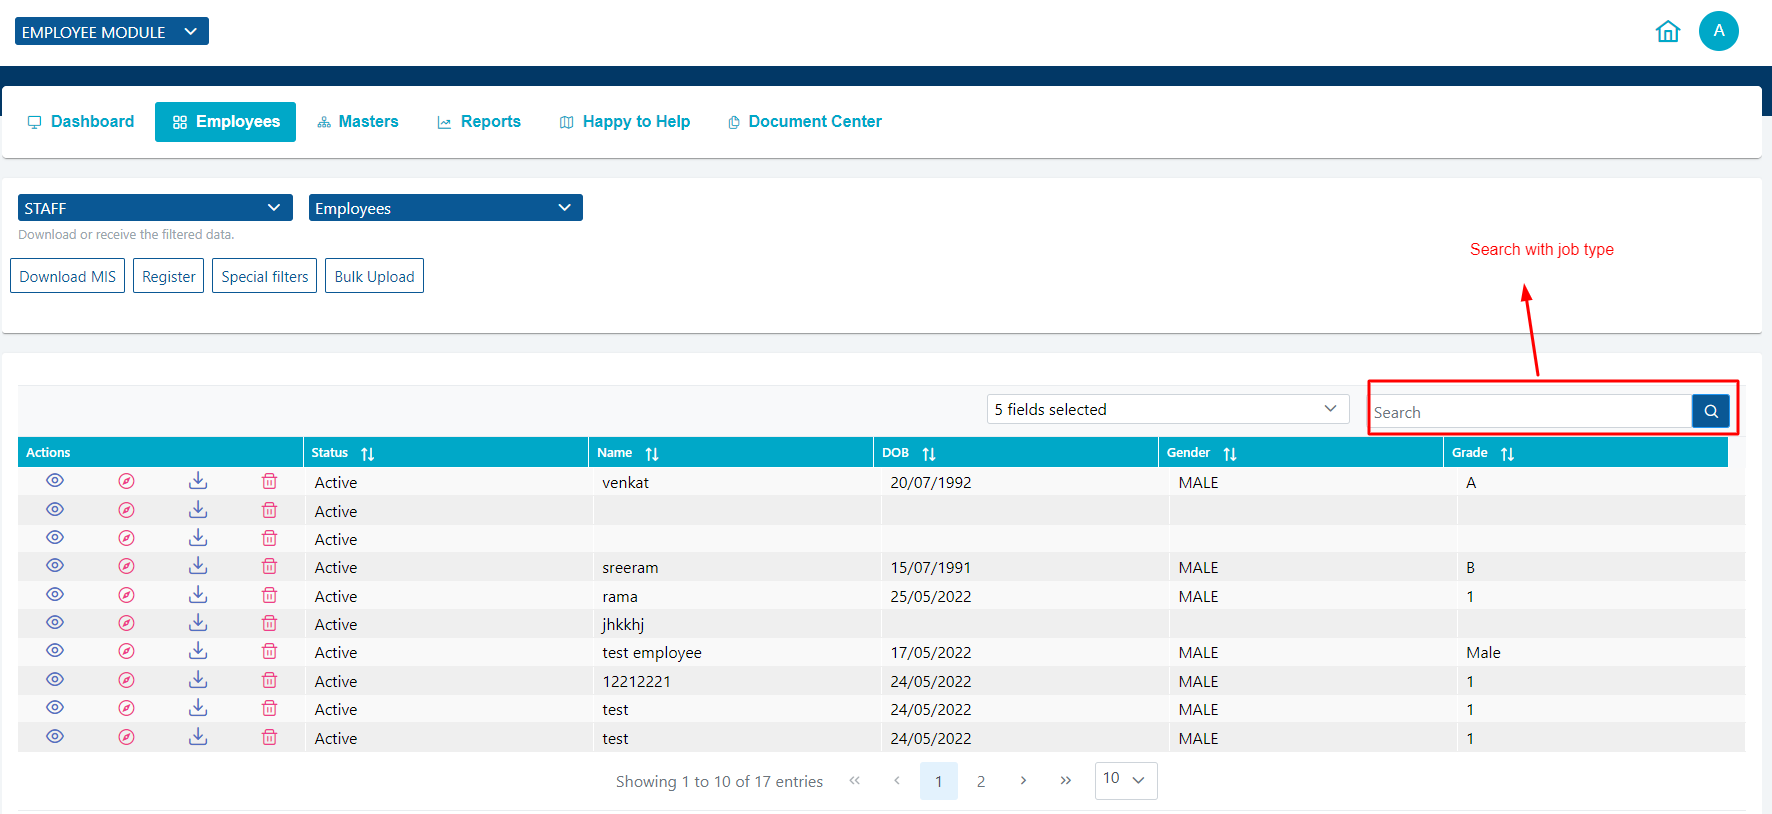 EMPLOYEE MODULE
A
Dashboard
Employees
Masters
Reports
Happy to Help
Document Center
STAFF
Employees
Download or receive the filtered data.
Search with job type
Download MIS
Register
Special filters
Bulk Upload
5 fields selected
Search
Actions Status Name DOB Gender Grade
Active venkat 20/07/1992 MALE A
Active
Active
Active sreeram 15/07/1991 MALE B
Active rama 25/05/2022 MALE 1
Active jhkkhj
Active test employee 17/05/2022 MALE Male
Active 12212221 24/05/2022 MALE 1
Active test 24/05/2022 MALE 1
Active test 24/05/2022 MALE 1
Showing 1 to 10 of 17 entries « ‹ 1 2 › » 10